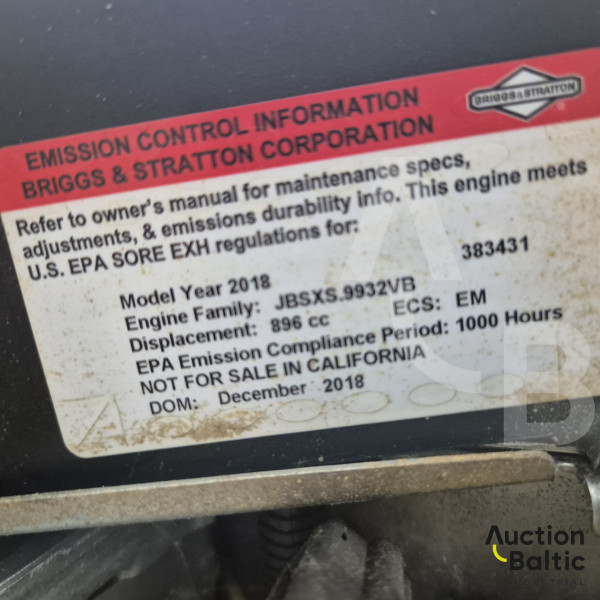 EMISSION CONTROL INFORMATION
BRIGGS & STRATTON CORPORATION
BRIGGS & STRATTON
Refer to owner's manual for maintenance specs,
adjustments, & emissions durability info. This engine meets
U.S. EPA SORE EXH regulations for:
383431
Model Year 2018
Engine Family: JBSXS.9932VB
Displacement: 896 cc ECS: EM
EPA Emission Compliance Period: 1000 Hours
NOT FOR SALE IN CALIFORNIA
DOM: December 2018
A
B
Auction
Baltic
INDUSTRIAL